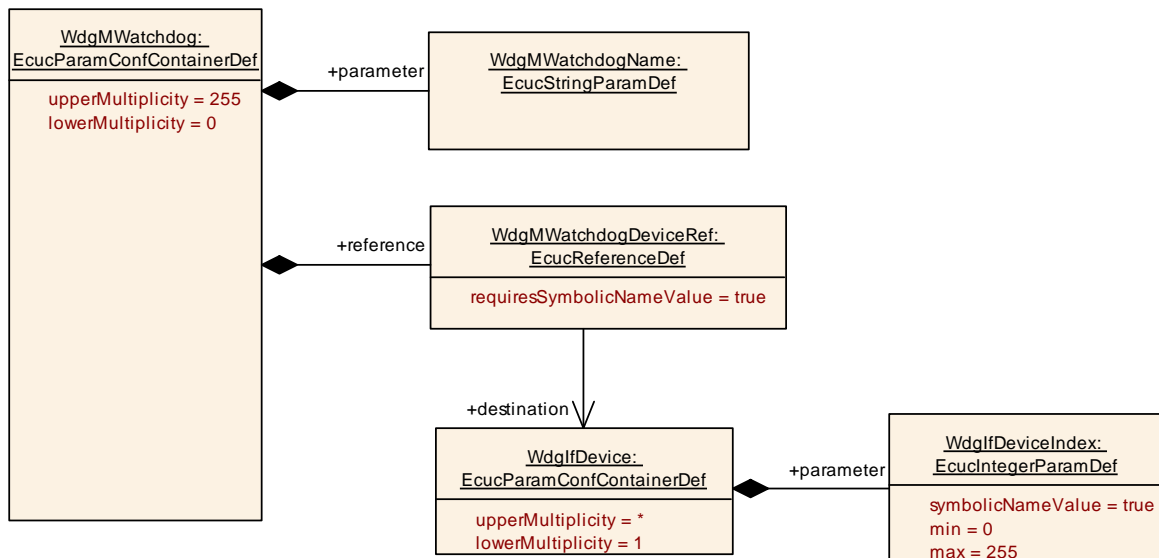 WdgMWatchdog:
EcucParamConfContainerDef
upperMultiplicity = 255
lowerMultiplicity = 0
+parameter
WdgMWatchdogName:
EcucStringParamDef
+reference
WdgMWatchdogDeviceRef:
EcucReferenceDef
requiresSymbolicNameValue = true
+destination
WdgIfDevice:
EcucParamConfContainerDef
upperMultiplicity = *
lowerMultiplicity = 1
+parameter
WdgIfDeviceIndex:
EcucIntegerParamDef
symbolicNameValue = true
min = 0
max = 255